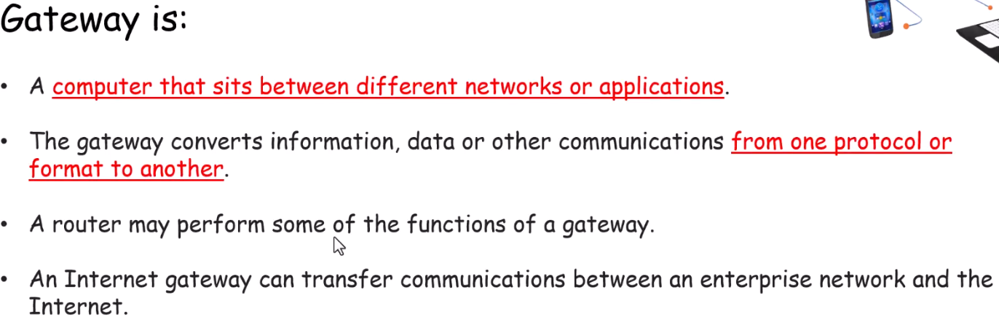 Gateway is:
• A computer that sits between different networks or applications.
• The gateway converts information, data or other communications from one protocol or
format to another.
• A router may perform some of the functions of a gateway.
• An Internet gateway can transfer communications between an enterprise network and the
Internet.